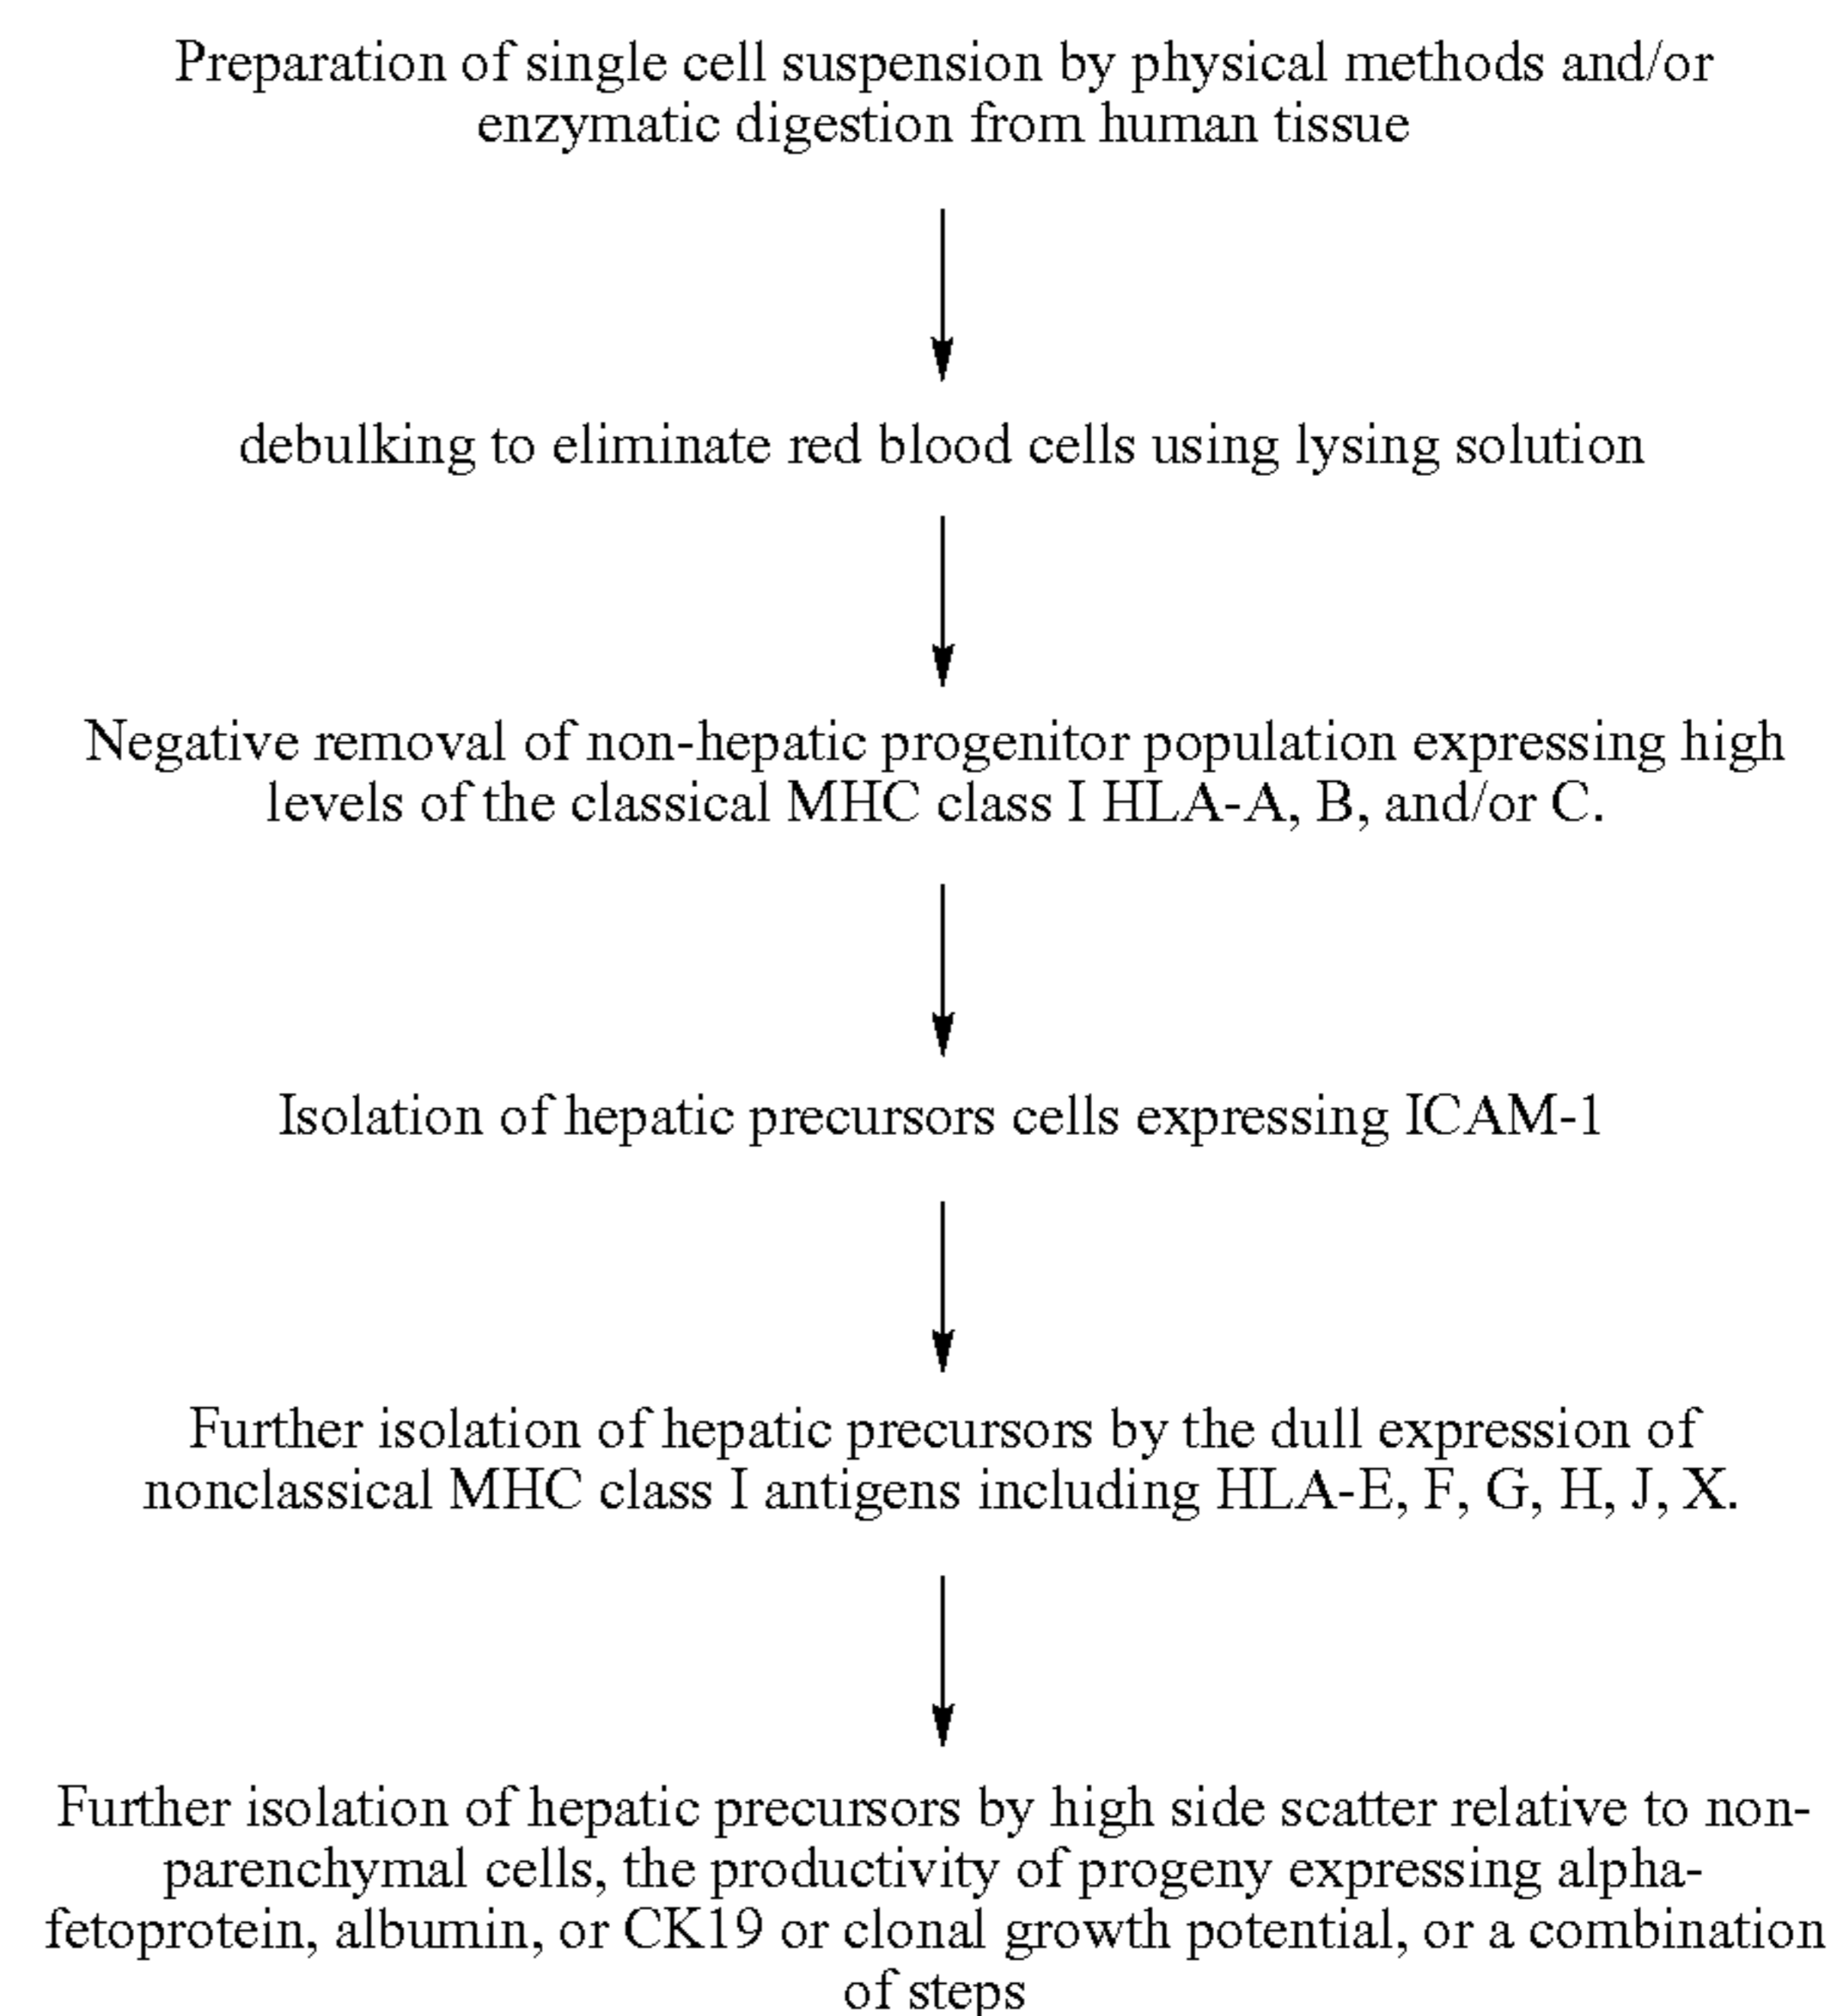 Preparation of single cell suspension by physical methods and/or
enzymatic digestion from human tissue
debulking to eliminate red blood cells using lysing solution
Negative removal of non-hepatic progenitor population expressing high
levels of the classical MHC class I HLA-A, B, and/or C.
Isolation of hepatic precursors cells expressing ICAM-1
Further isolation of hepatic precursors by the dull expression of
nonclassical MHC class I antigens including HLA-E, F, G, H, J, X.
Further isolation of hepatic precursors by high side scatter relative to non-
parenchymal cells, the productivity of progeny expressing alpha-
fetoprotein, albumin, or CK19 or clonal growth potential, or a combination
of steps